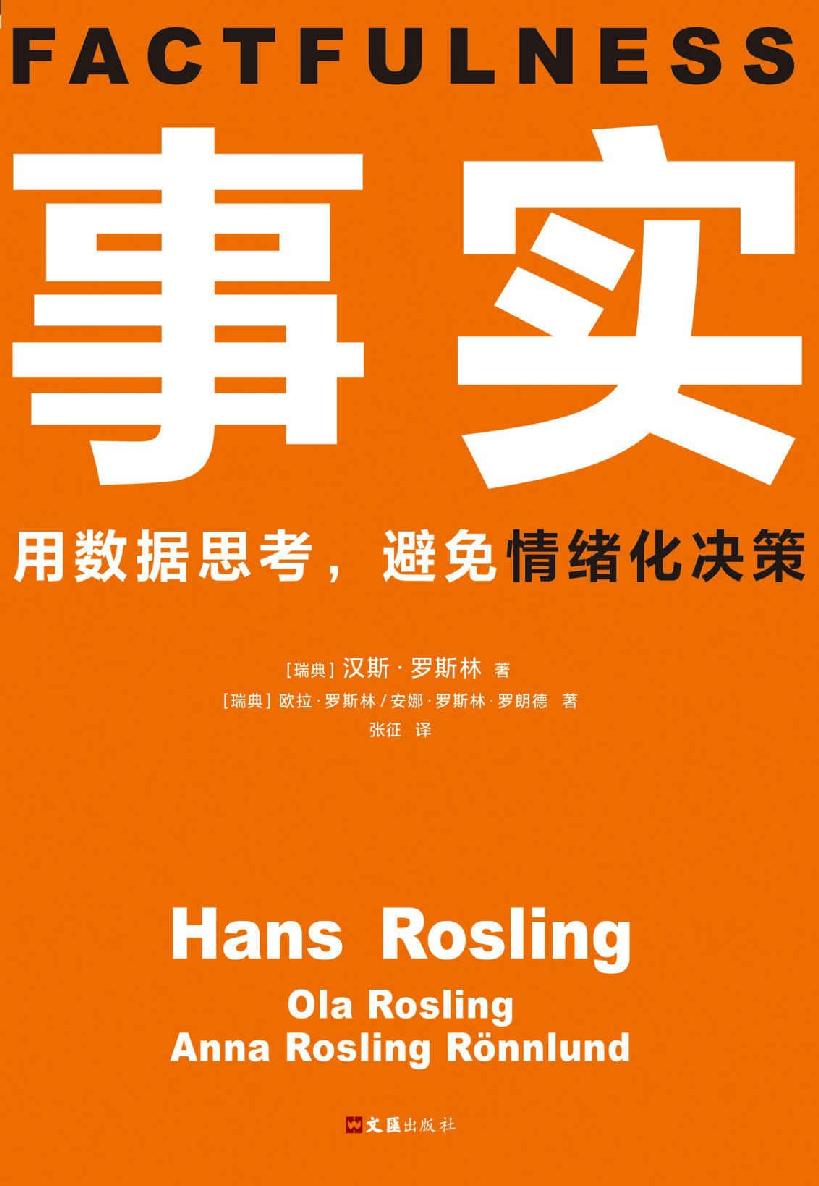 FACTFULNESS
事实
用数据思考，避免情绪化决策
[瑞典] 汉斯·罗斯林 著
[瑞典] 欧拉·罗斯林/安娜·罗斯林·罗朗德 著
张征 译
Hans Rosling
Ola Rosling
Anna Rosling Rönnlund
文匯出版社